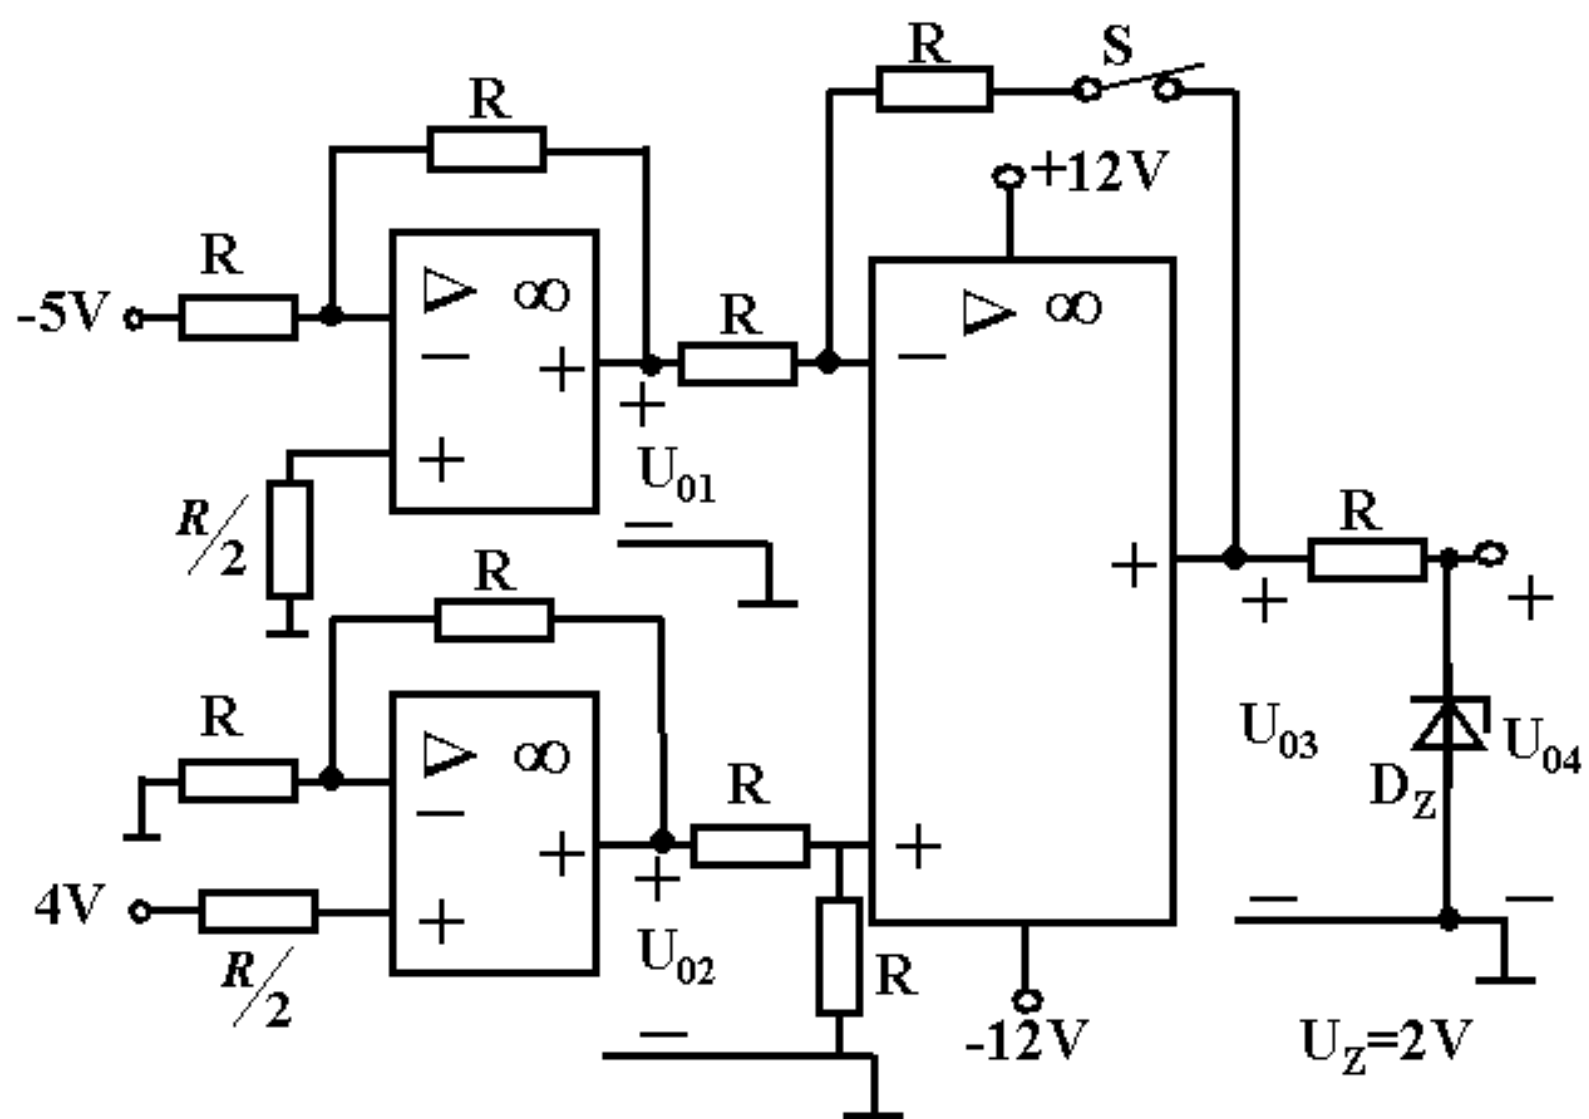 R S
R
+12V
R
▷ ∞
-5V
R
▷ ∞
−
+
−
+
+
U01
R/2
−
R
R
+
+
+
R
▷ ∞
U03
U04
R
DZ
−
+
+
+
4V
+
U02
R
−
−
R/2
−
-12V
UZ=2V